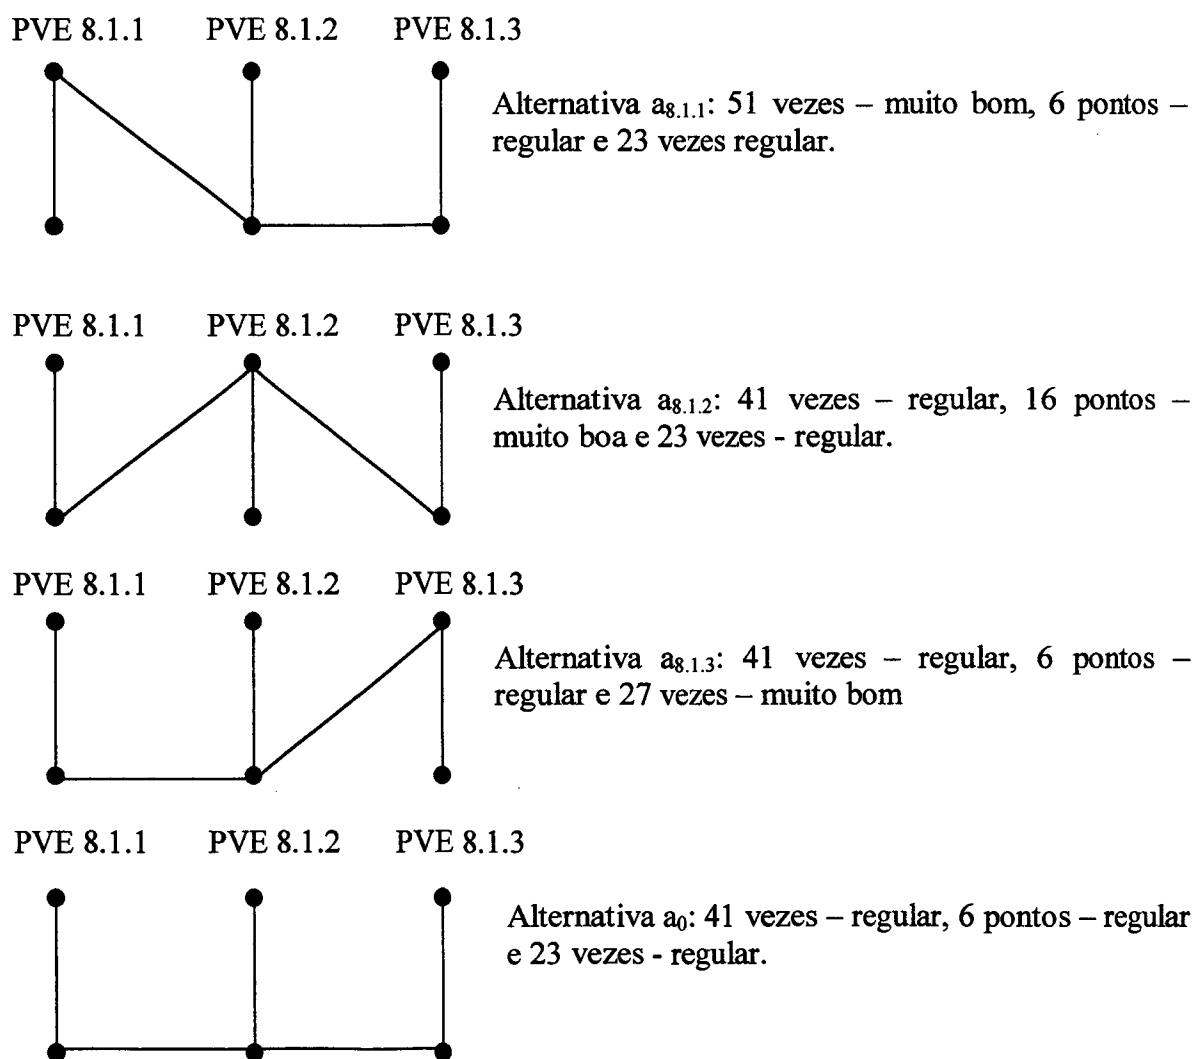 PVE 8.1.1 PVE 8.1.2 PVE 8.1.3
Alternativa a8.1.1: 51 vezes – muito bom, 6 pontos –
regular e 23 vezes regular.
PVE 8.1.1 PVE 8.1.2 PVE 8.1.3
Alternativa a8.1.2: 41 vezes – regular, 16 pontos –
muito boa e 23 vezes - regular.
PVE 8.1.1 PVE 8.1.2 PVE 8.1.3
Alternativa a8.1.3: 41 vezes – regular, 6 pontos –
regular e 27 vezes – muito bom
PVE 8.1.1 PVE 8.1.2 PVE 8.1.3
Alternativa a0: 41 vezes – regular, 6 pontos – regular
e 23 vezes - regular.